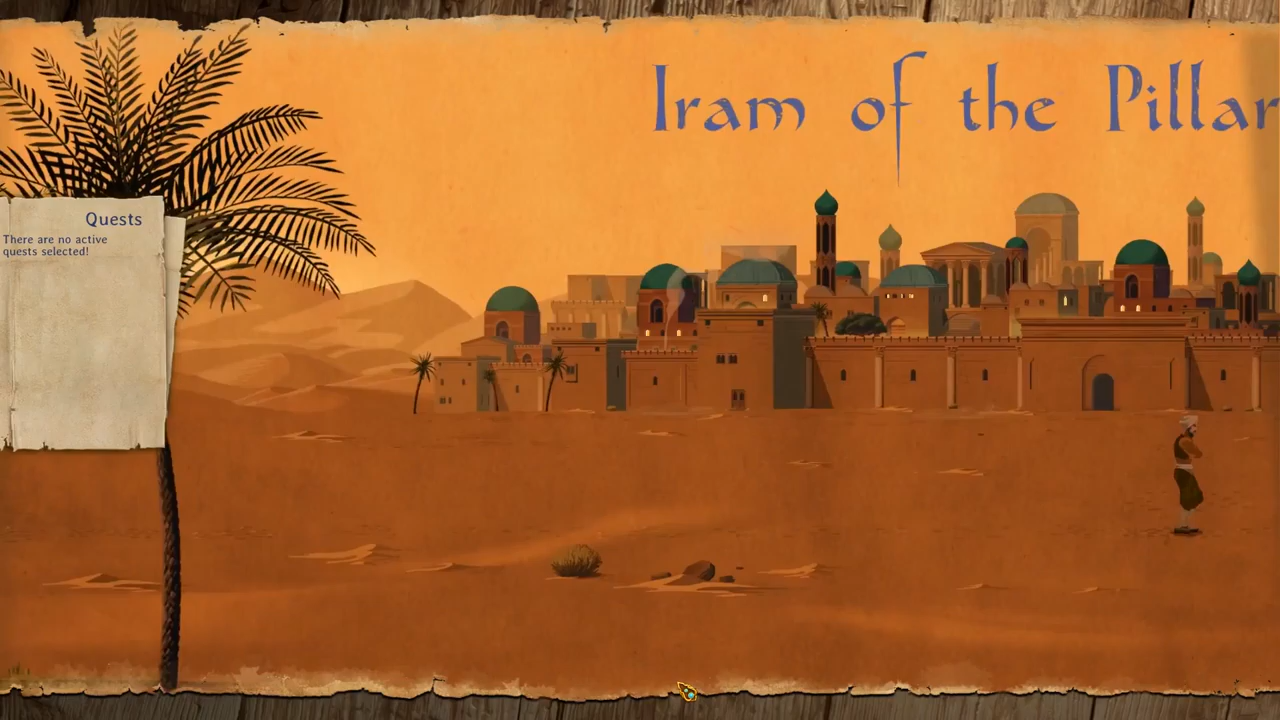 Iram of the Pillar
Quests
There are no active
quests selected!